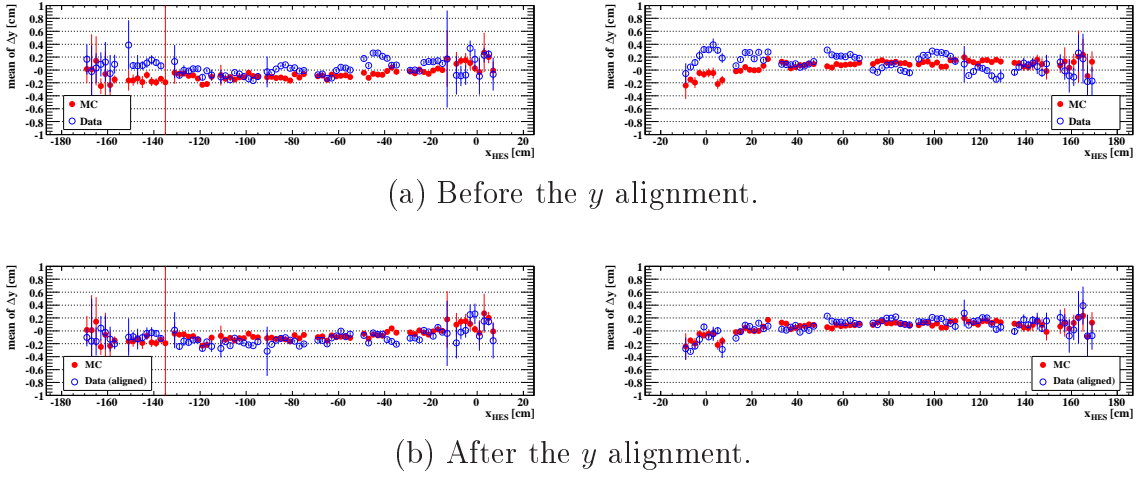 mean of Δy [cm]
1
0.8
0.6
0.4
0.2
-0
-0.2
-0.4
-0.6
-0.8
-1
MC
Data
-180 -160 -140 -120 -100 -80 -60 -40 -20 0 20
x_HES [cm]
mean of Δy [cm]
1
0.8
0.6
0.4
0.2
-0
-0.2
-0.4
-0.6
-0.8
-1
MC
Data
-20 0 20 40 60 80 100 120 140 160 180
x_HES [cm]
(a) Before the y alignment.
mean of Δy [cm]
1
0.8
0.6
0.4
0.2
-0
-0.2
-0.4
-0.6
-0.8
-1
MC
Data (aligned)
-180 -160 -140 -120 -100 -80 -60 -40 -20 0 20
x_HES [cm]
mean of Δy [cm]
1
0.8
0.6
0.4
0.2
-0
-0.2
-0.4
-0.6
-0.8
-1
MC
Data (aligned)
-20 0 20 40 60 80 100 120 140 160 180
x_HES [cm]
(b) After the y alignment.